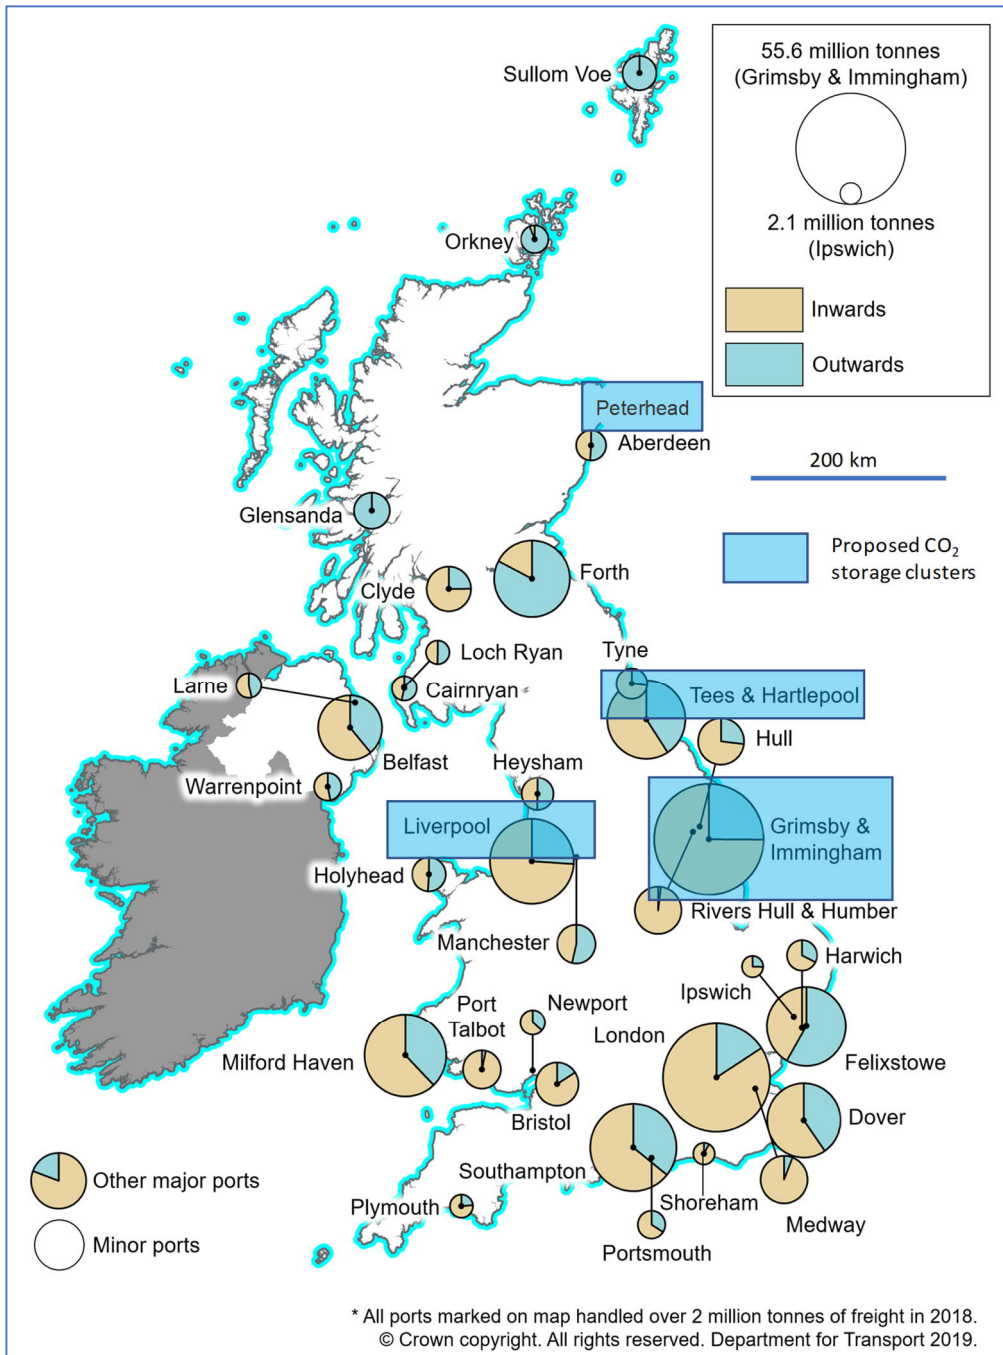 55.6 million tonnes
(Grimsby & Immingham)
2.1 million tonnes
(Ipswich)
Inwards
Outwards
200 km
Proposed CO₂
storage clusters
Sullom Voe
Orkney
Peterhead
Aberdeen
Glensanda
Forth
Clyde
Loch Ryan
Tyne
Larne
Cairnryan
Tees & Hartlepool
Hull
Belfast
Heysham
Warrenpoint
Liverpool
Grimsby &
Immingham
Holyhead
Rivers Hull & Humber
Manchester
Harwich
Ipswich
Newport
Port
Talbot
London
Milford Haven
Felixstowe
Bristol
Dover
Southampton
Shoreham
Medway
Plymouth
Portsmouth
Other major ports
Minor ports
* All ports marked on map handled over 2 million tonnes of freight in 2018.
© Crown copyright. All rights reserved. Department for Transport 2019.